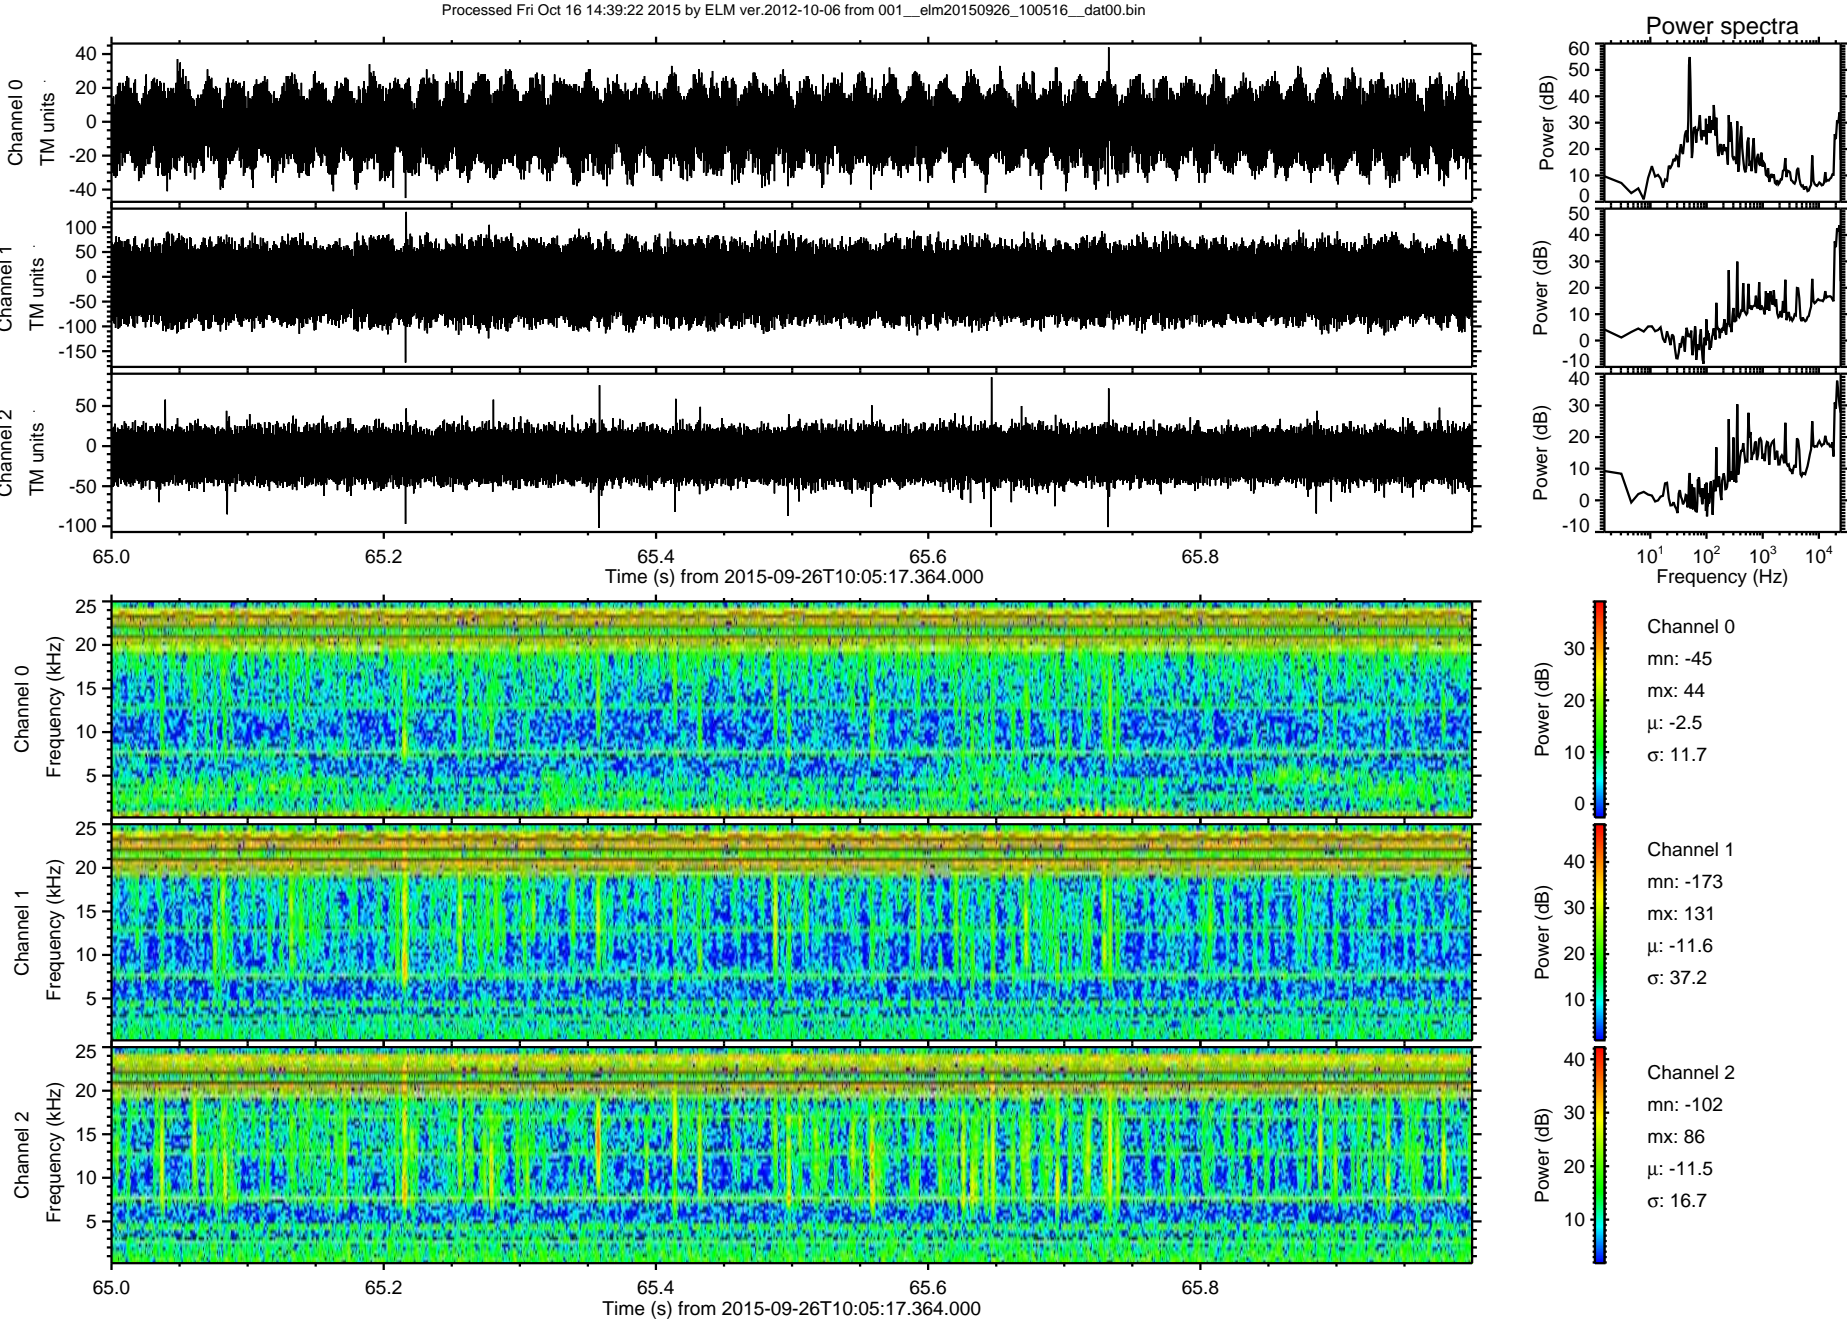 Processed Fri Oct 16 14:39:22 2015 by ELM ver.2012-10-06 from 001__elm20150926_100516__dat00.bin
Power spectra
Channel 0
TM units
40
20
0
-20
-40
Power (dB)
60
50
40
30
20
10
0
Channel 1
TM units
100
50
0
-50
-100
-150
Power (dB)
50
40
30
20
10
0
-10
Channel 2
TM units
50
0
-50
-100
Power (dB)
40
30
20
10
0
-10
65.0 65.2 65.4 65.6 65.8
Time (s) from 2015-09-26T10:05:17.364.000
10^1 10^2 10^3 10^4
Frequency (Hz)
Channel 0
Frequency (kHz)
25
20
15
10
5
Power (dB)
30
20
10
0
Channel 0
mn: -45
mx: 44
μ: -2.5
σ: 11.7
Channel 1
Frequency (kHz)
25
20
15
10
5
Power (dB)
40
30
20
10
Channel 1
mn: -173
mx: 131
μ: -11.6
σ: 37.2
Channel 2
Frequency (kHz)
25
20
15
10
5
Power (dB)
40
30
20
10
Channel 2
mn: -102
mx: 86
μ: -11.5
σ: 16.7
65.0 65.2 65.4 65.6 65.8
Time (s) from 2015-09-26T10:05:17.364.000